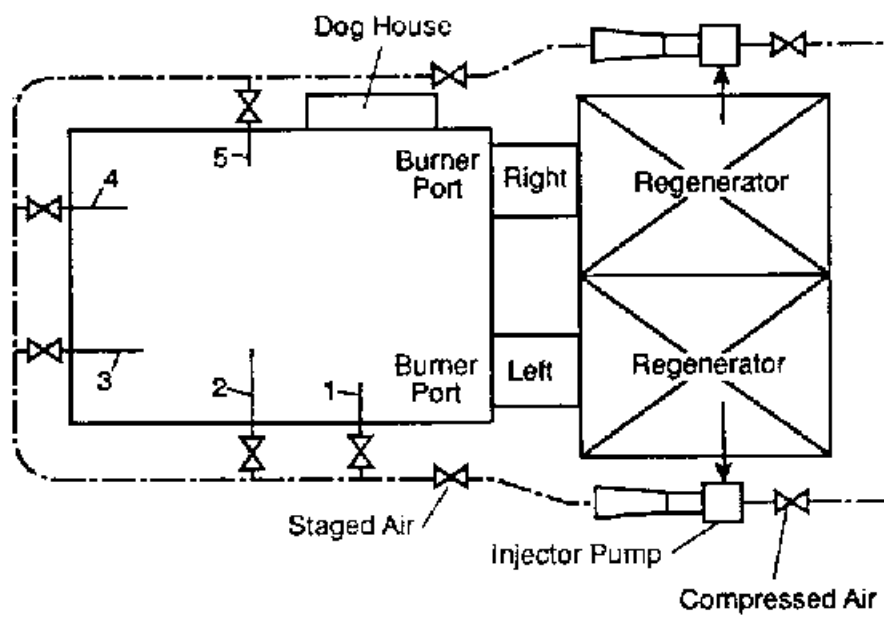 Dog House
5
Burner
Port
Right
Regenerator
4
3
2
1
Burner
Port
Left
Regenerator
Staged Air
Injector Pump
Compressed Air